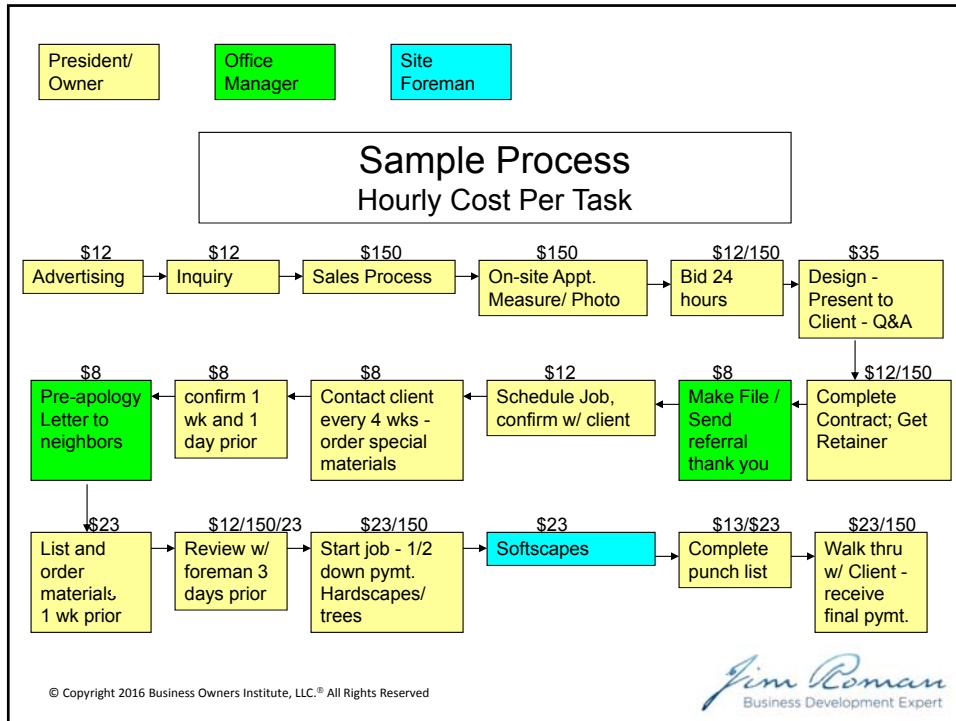 President/
Owner
Office
Manager
Site
Foreman
Sample Process
Hourly Cost Per Task
$12
Advertising
$12
Inquiry
$150
Sales Process
$150
On-site Appt.
Measure/ Photo
$12/150
Bid 24
hours
$35
Design -
Present to
Client - Q&A
$8
Pre-apology
Letter to
neighbors
$8
confirm 1
wk and 1
day prior
$8
Contact client
every 4 wks -
order special
materials
$12
Schedule Job,
confirm w/ client
$8
Make File /
Send
referral
thank you
$12/150
Complete
Contract; Get
Retainer
$23
List and
order
materials
1 wk prior
$12/150/23
Review w/
foreman 3
days prior
$23/150
Start job - 1/2
down pymt.
Hardscapes/
trees
$23
Softscapes
$13/$23
Complete
punch list
$23/150
Walk thru
w/ Client -
receive
final pymt.
© Copyright 2016 Business Owners Institute, LLC.® All Rights Reserved
Jim Roman
Business Development Expert